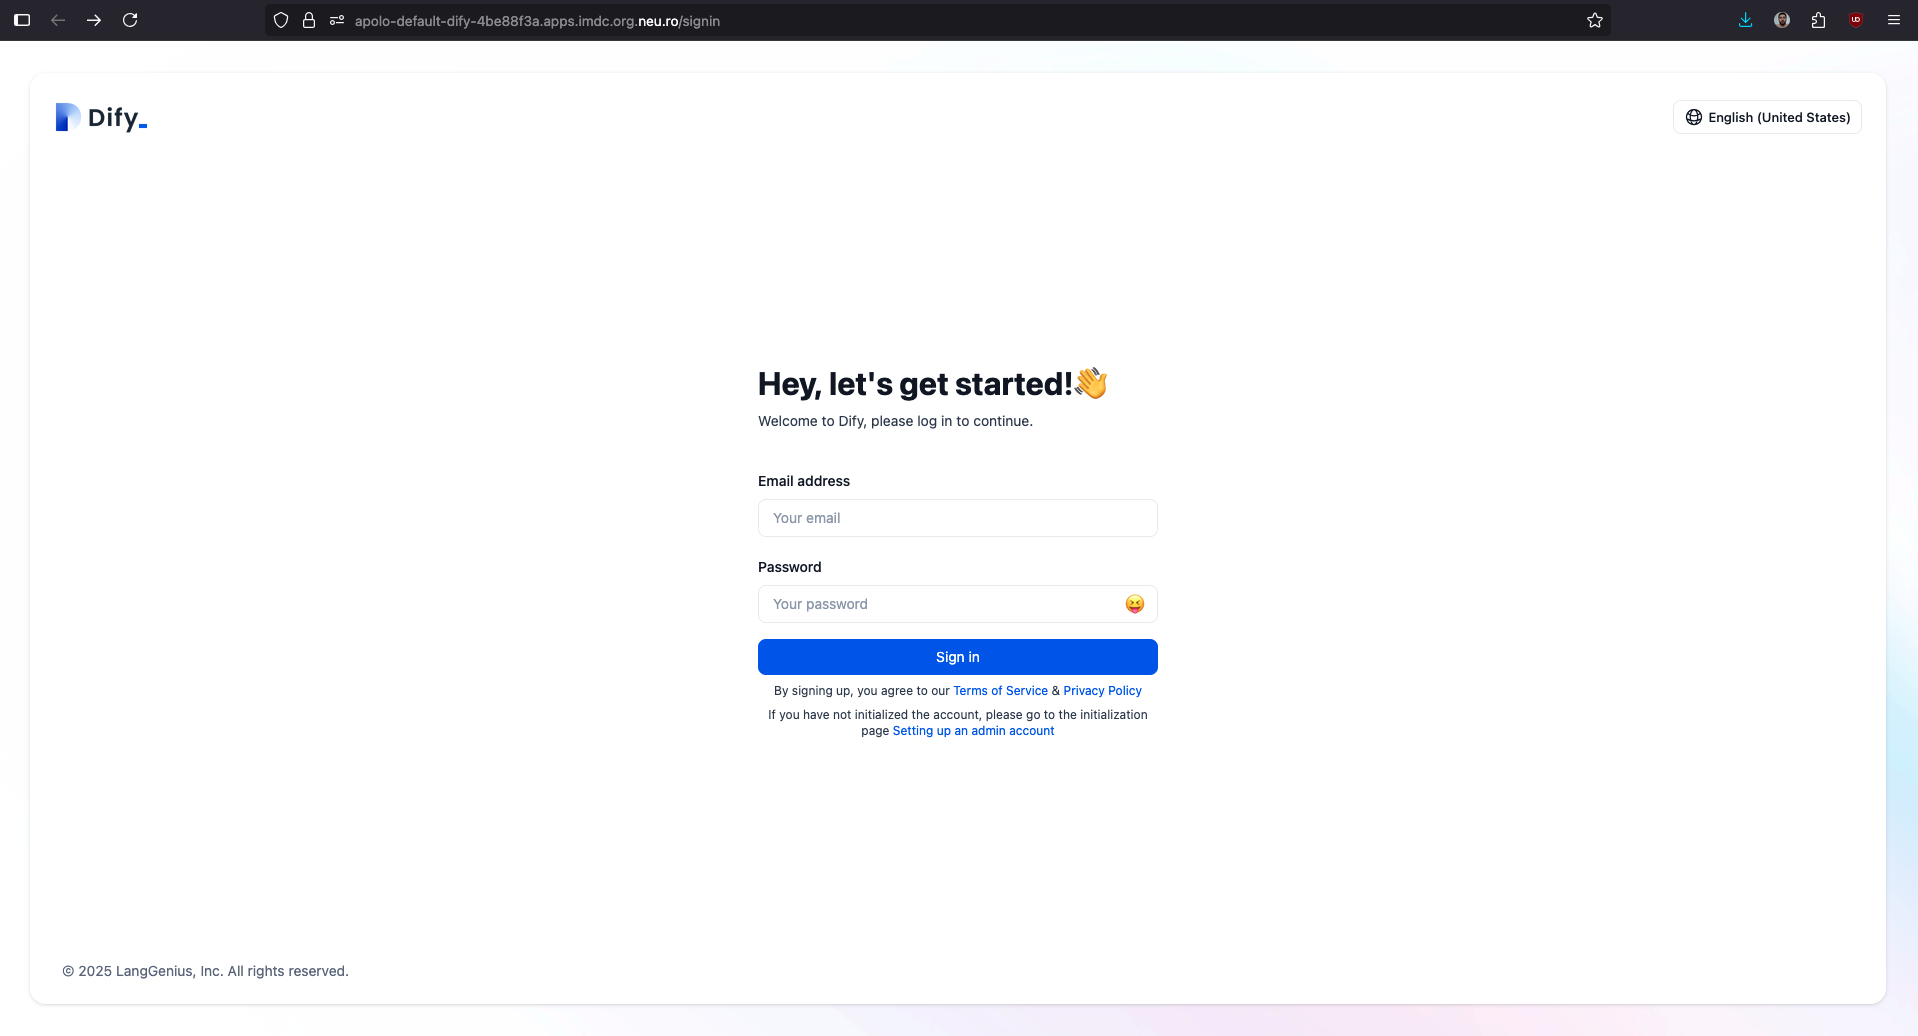 apolo-default-dify-4be88f3a.apps.imdc.org.neu.ro/signin
Dify_
English (United States)
Hey, let's get started!👋
Welcome to Dify, please log in to continue.
Email address
Your email
Password
Your password
Sign in
By signing up, you agree to our Terms of Service & Privacy Policy
If you have not initialized the account, please go to the initialization
page Setting up an admin account
© 2025 LangGenius, Inc. All rights reserved.